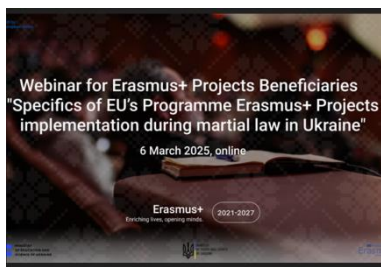 Webinar for Erasmus+ Projects Beneficiaries
"Specifics of EU's Programme Erasmus+ Projects
implementation during martial law in Ukraine"
6 March 2025, online
Erasmus+
Enriching lives, opening minds.
2021-2027